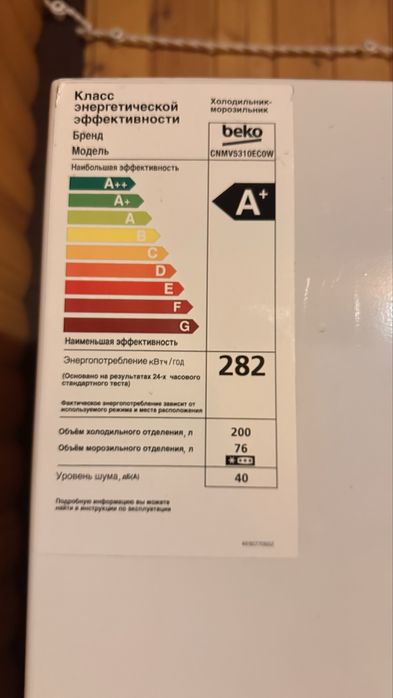 Класс
энергетической
эффективности
Холодильник-
морозильник
Бренд
beko
Модель
CNMV5310EC0W
Наибольшая эффективность
A++
A+
A
B
C
D
E
F
G
A+
Наименьшая эффективность
Энергопотребление кВтч/год
282
(Основано на результатах 24-х часового
стандартного теста)
Фактическое энергопотребление зависит от
используемого режима и места расположения
Объём холодильного отделения, л
200
Объём морозильного отделения, л
76
Уровень шума, дБ(А)
40
Подробную информацию вы можете
найти в инструкции по эксплуатации